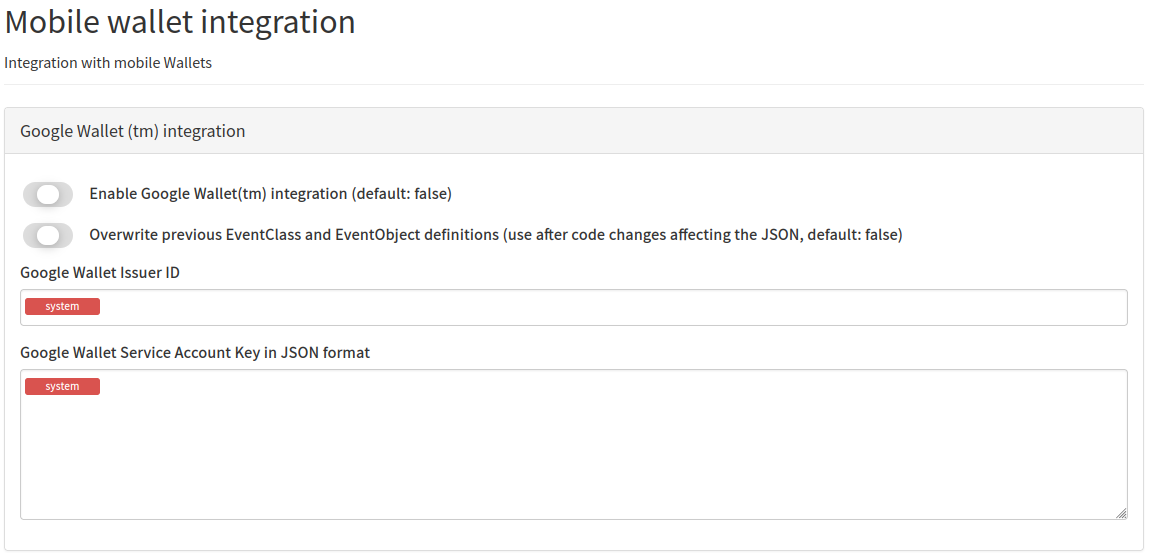 Mobile wallet integration
Integration with mobile Wallets
Google Wallet (tm) integration
Enable Google Wallet(tm) integration (default: false)
Overwrite previous EventClass and EventObject definitions (use after code changes affecting the JSON, default: false)
Google Wallet Issuer ID
system
Google Wallet Service Account Key in JSON format
system